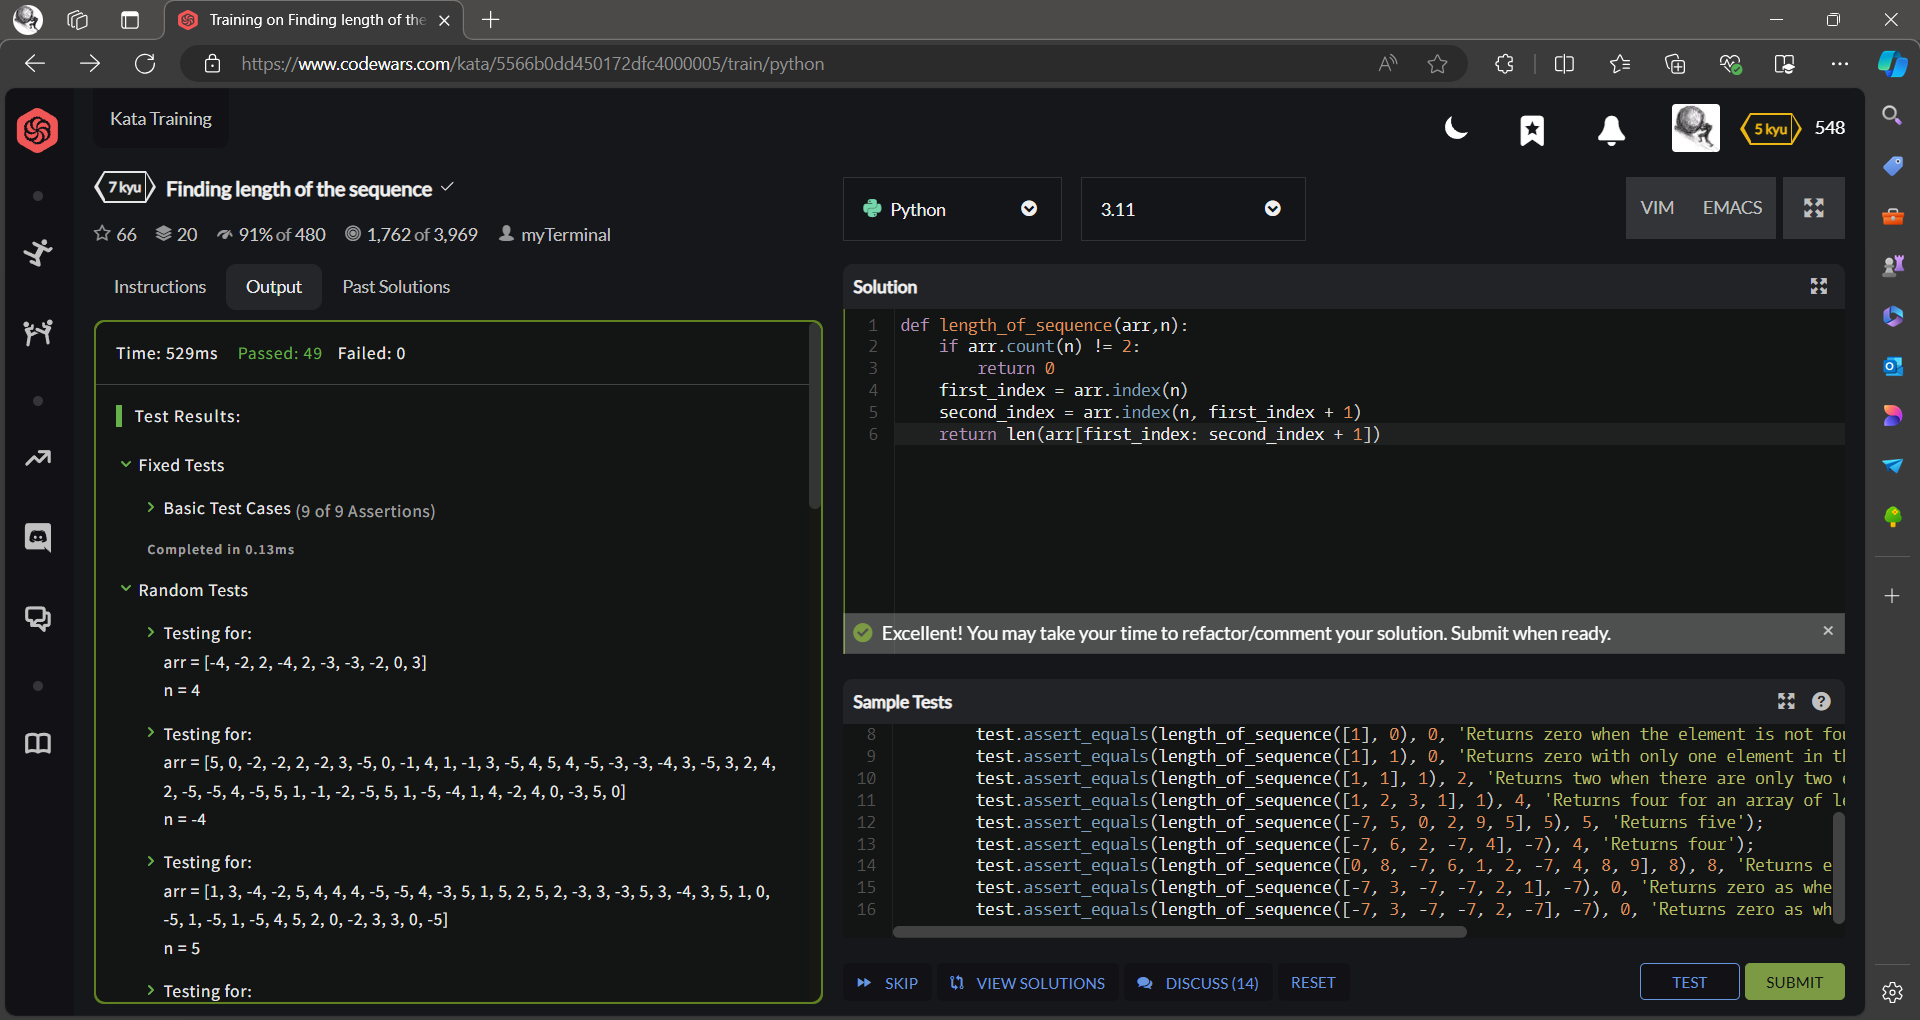 Training on Finding length of the
https://www.codewars.com/kata/5566b0dd450172dfc4000005/train/python
Kata Training
5 kyu
548
7 kyu
Finding length of the sequence
66
20
91% of 480
1,762 of 3,969
myTerminal
Python
3.11
VIM
EMACS
Instructions
Output
Past Solutions
Time: 529ms Passed: 49 Failed: 0
Test Results:
Fixed Tests
Basic Test Cases (9 of 9 Assertions)
Completed in 0.13ms
Random Tests
Testing for:
arr = [-4, -2, 2, -4, 2, -3, -3, -2, 0, 3]
n = 4
Testing for:
arr = [5, 0, -2, -2, 2, -2, 3, -5, 0, -1, 4, 1, -1, 3, -5, 4, 5, 4, -5, -3, -3, -4, 3, -5, 3, 2, 4,
2, -5, -5, 4, -5, 5, 1, -1, -2, -5, 5, 1, -5, -4, 1, 4, -2, 4, 0, -3, 5, 0]
n = -4
Testing for:
arr = [1, 3, -4, -2, 5, 4, 4, 4, -5, -5, 4, -3, 5, 1, 5, 2, 5, 2, -3, 3, -3, 5, 3, -4, 3, 5, 1, 0,
-5, 1, -5, 1, -5, 4, 5, 2, 0, -2, 3, 3, 0, -5]
n = 5
Testing for:
Solution
1 def length_of_sequence(arr,n):
2 if arr.count(n) != 2:
3 return 0
4 first_index = arr.index(n)
5 second_index = arr.index(n, first_index + 1)
6 return len(arr[first_index: second_index + 1])
Excellent! You may take your time to refactor/comment your solution. Submit when ready.
Sample Tests
8 test.assert_equals(length_of_sequence([1], 0), 0, 'Returns zero when the element is not fou
9 test.assert_equals(length_of_sequence([1], 1), 0, 'Returns zero with only one element in th
10 test.assert_equals(length_of_sequence([1, 1], 1), 2, 'Returns two when there are only two
11 test.assert_equals(length_of_sequence([1, 2, 3, 1], 1), 4, 'Returns four for an array of le
12 test.assert_equals(length_of_sequence([-7, 5, 0, 2, 9, 5], 5), 5, 'Returns five');
13 test.assert_equals(length_of_sequence([-7, 6, 2, -7, 4], -7), 4, 'Returns four');
14 test.assert_equals(length_of_sequence([0, 8, -7, 6, 1, 2, -7, 4, 8, 9], 8), 8, 'Returns e
15 test.assert_equals(length_of_sequence([-7, 3, -7, -7, 2, 1], -7), 0, 'Returns zero as whe
16 test.assert_equals(length_of_sequence([-7, 3, -7, -7, 2, -7], -7), 0, 'Returns zero as wh
SKIP
VIEW SOLUTIONS
DISCUSS (14)
RESET
TEST
SUBMIT